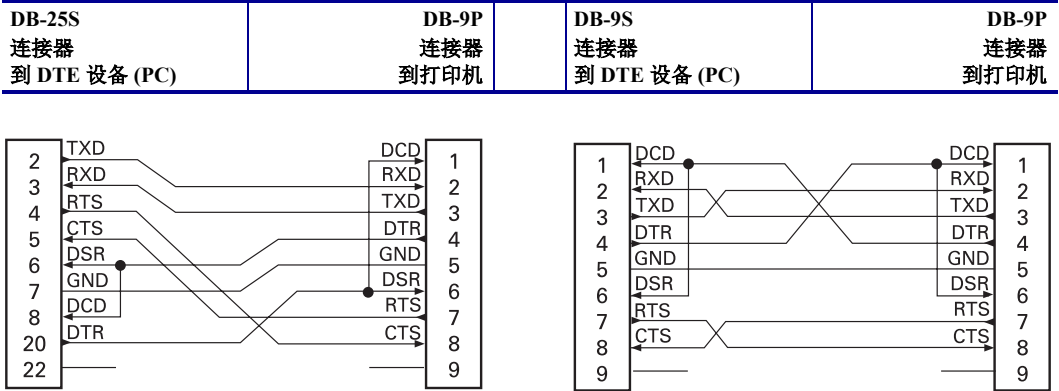 DB-25S
连接器
到 DTE 设备 (PC)
DB-9P
连接器
到打印机
DB-9S
连接器
到 DTE 设备 (PC)
DB-9P
连接器
到打印机
2 TXD DCD 1
3 RXD RXD 2
4 RTS TXD 3
5 CTS DTR 4
6 DSR GND 5
7 GND DSR 6
8 DCD RTS 7
20 DTR CTS 8
22 9
1 DCD DCD 1
2 RXD RXD 2
3 TXD TXD 3
4 DTR DTR 4
5 GND GND 5
6 DSR DSR 6
7 RTS RTS 7
8 CTS CTS 8
9 9